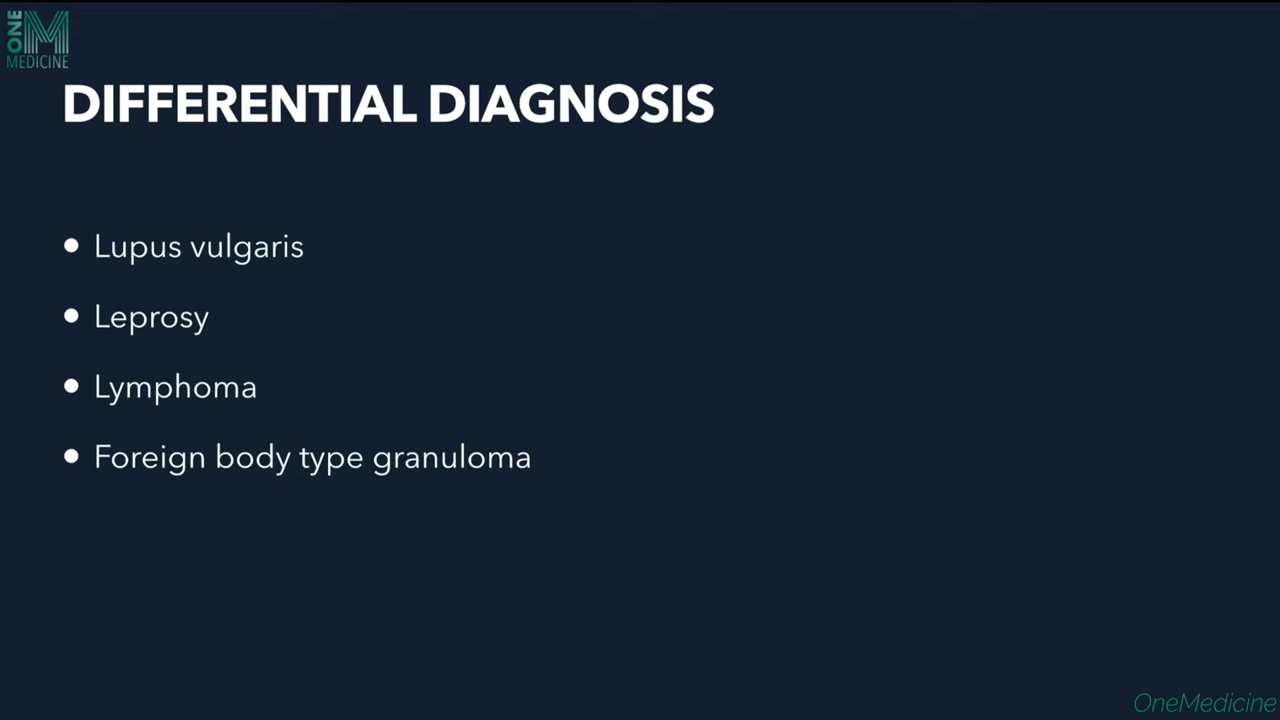 ONE
M
MEDICINE
DIFFERENTIAL DIAGNOSIS
• Lupus vulgaris
• Leprosy
• Lymphoma
• Foreign body type granuloma
OneMedicine